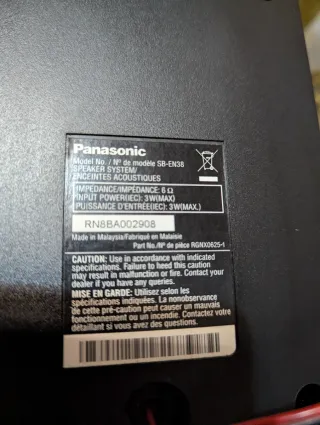 Panasonic
Model No. / Nº de modèle SB-EN38
SPEAKER SYSTEM/
ENCEINTES ACOUSTIQUES
IMPEDANCE/IMPÉDANCE: 6 Ω
INPUT POWER(IEC): 3W(MAX)
PUISSANCE D'ENTRÉE(IEC): 3W(MAX.)
RN8BA002908
Made in Malaysia/Fabriqué en Malaisie
Part No./Nº de pièce RGNX0625-I
CAUTION: Use in accordance with indicated
specifications. Failure to heed this caution
may result in malfunction or fire. Contact your
dealer if you have any queries.
MISE EN GARDE: Utilisez selon les
spécifications indiquées. La nonobservance
de cette précaution peut causer un mauvais
fonctionnement ou un incendie. Contactez votre
détaillant si vous avez des questions.